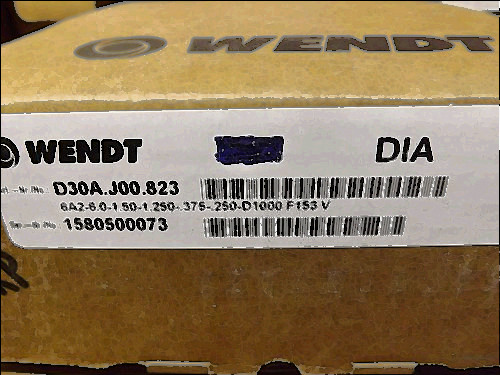 WENDT
WENDT DIA
D30A.J00.823
6A2-6.0-1.50-1.250-.375-.250-D1000 F153 V
1580500073